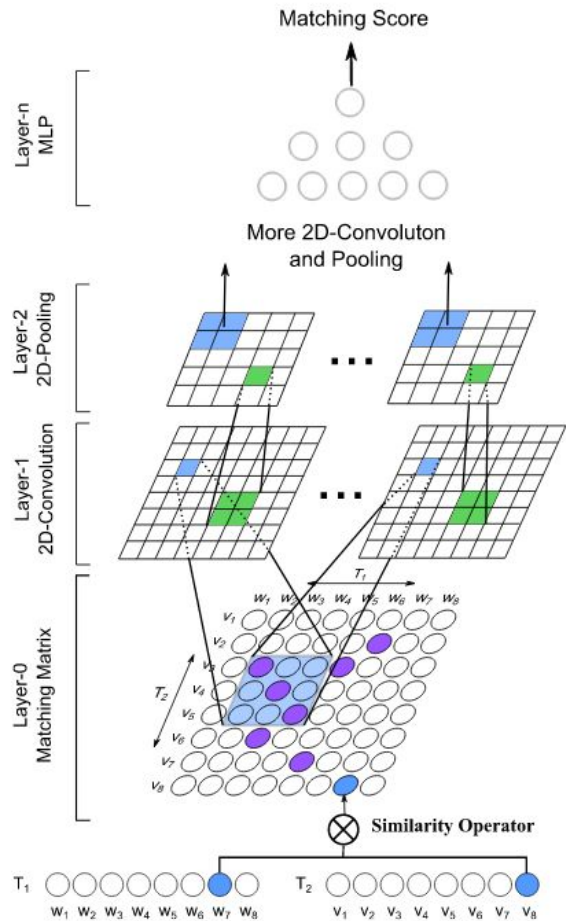 Matching Score
Layer-n
MLP
More 2D-Convoluton
and Pooling
Layer-2
2D-Pooling
...
...
Layer-1
2D-Convolution
...
Layer-0
Matching Matrix
T₁
w₁ w₂ w₃ w₄ w₅ w₆ w₇ w₈
v₁
v₂
v₃
v₄
v₅
v₆
v₇
v₈
T₂
Similarity Operator
T₁
w₁ w₂ w₃ w₄ w₅ w₆ w₇ w₈
T₂
v₁ v₂ v₃ v₄ v₅ v₆ v₇ v₈